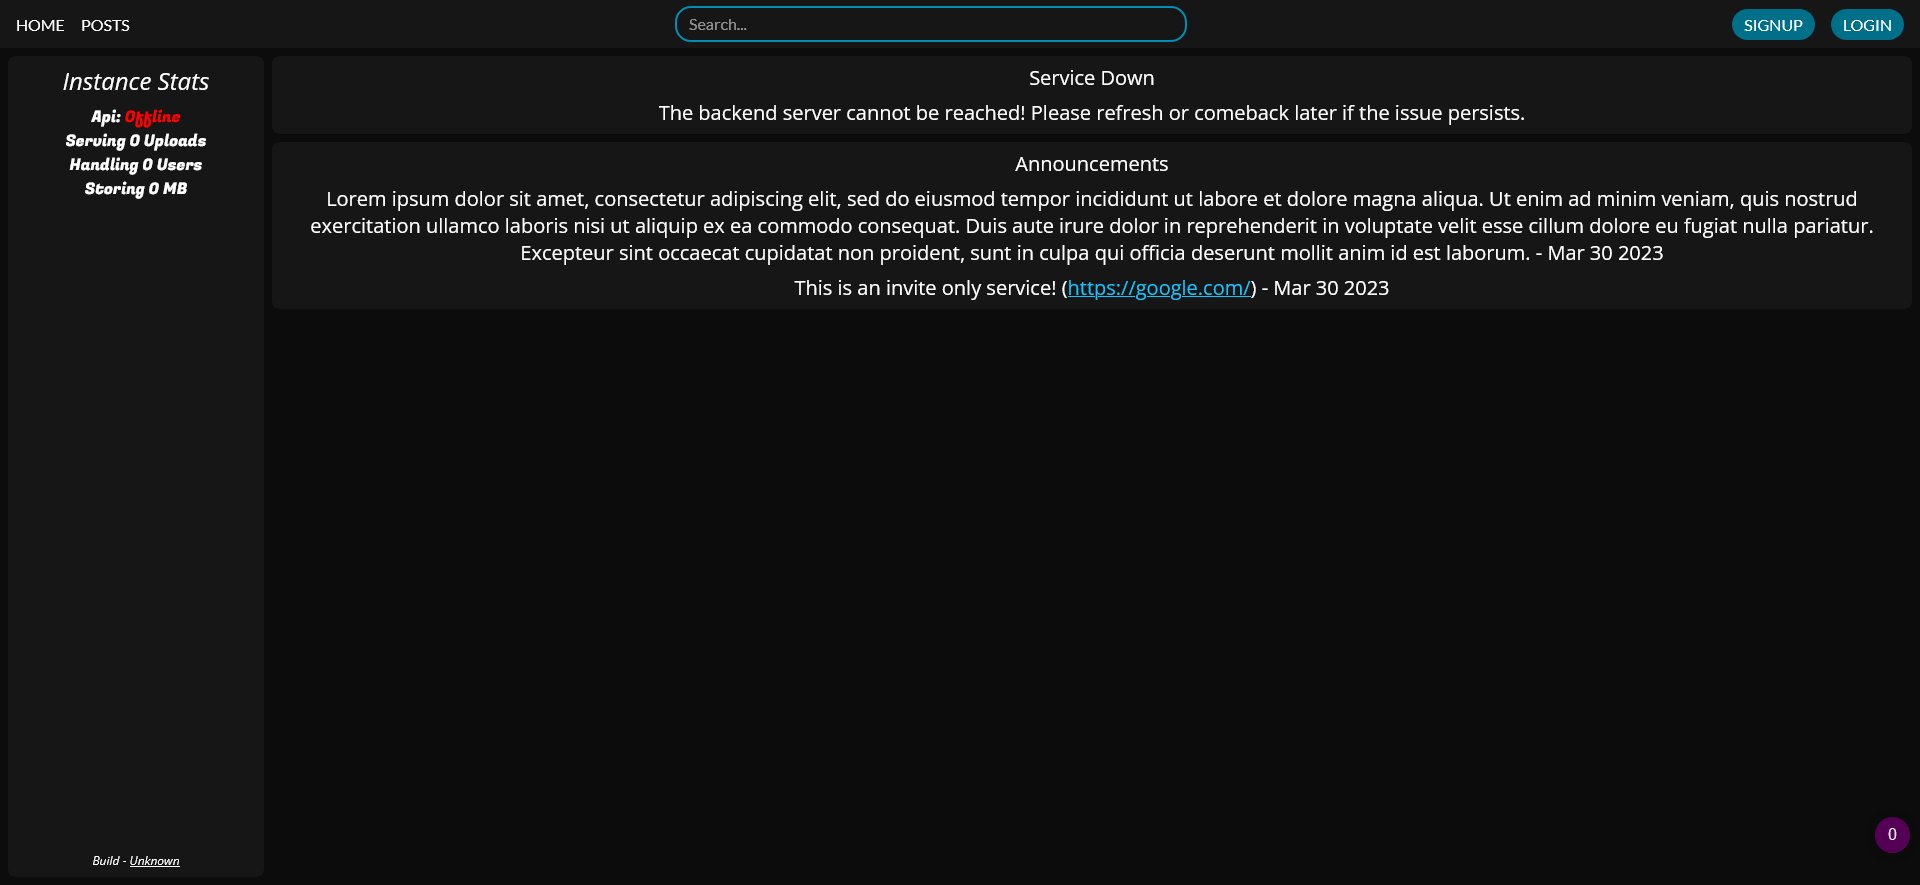 HOME POSTS Search... SIGNUP LOGIN
Instance Stats
Api: Offline
Serving 0 Uploads
Handling 0 Users
Storing 0 MB
Build - Unknown
Service Down
The backend server cannot be reached! Please refresh or comeback later if the issue persists.
Announcements
Lorem ipsum dolor sit amet, consectetur adipiscing elit, sed do eiusmod tempor incididunt ut labore et dolore magna aliqua. Ut enim ad minim veniam, quis nostrud
exercitation ullamco laboris nisi ut aliquip ex ea commodo consequat. Duis aute irure dolor in reprehenderit in voluptate velit esse cillum dolore eu fugiat nulla pariatur.
Excepteur sint occaecat cupidatat non proident, sunt in culpa qui officia deserunt mollit anim id est laborum. - Mar 30 2023
This is an invite only service! (https://google.com/) - Mar 30 2023
0